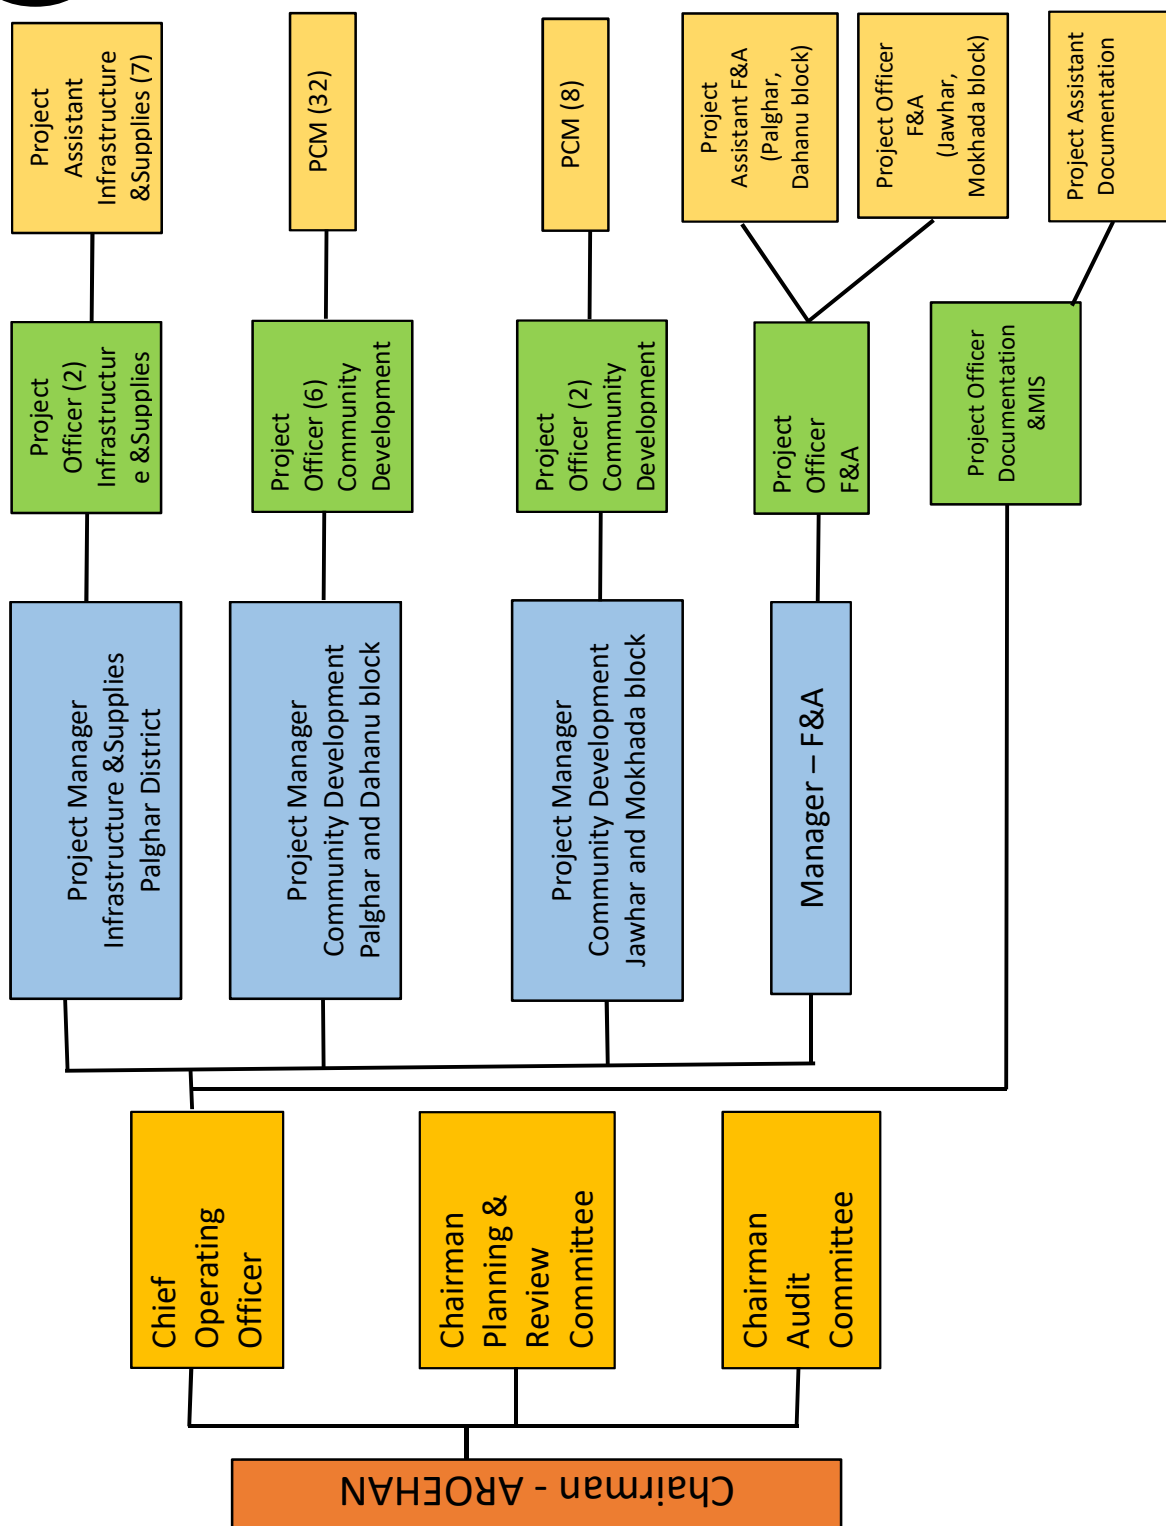 Chairman - AROEHAN
Chief
Operating
Officer
Chairman
Planning &
Review
Committee
Chairman
Audit
Committee
Project Manager
Infrastructure &Supplies
Palghar District
Project Manager
Community Development
Palghar and Dahanu block
Project Manager
Community Development
Jawhar and Mokhada block
Manager – F&A
Project
Officer (2)
Infrastructur
e &Supplies
Project
Officer (6)
Community
Development
Project
Officer (2)
Community
Development
Project
Officer
F&A
Project Officer
Documentation
&MIS
Project
Assistant
Infrastructure
&Supplies (7)
PCM (32)
PCM (8)
Project
Assistant F&A
(Palghar,
Dahanu block)
Project Officer
F&A
(Jawhar,
Mokhada block)
Project Assistant
Documentation